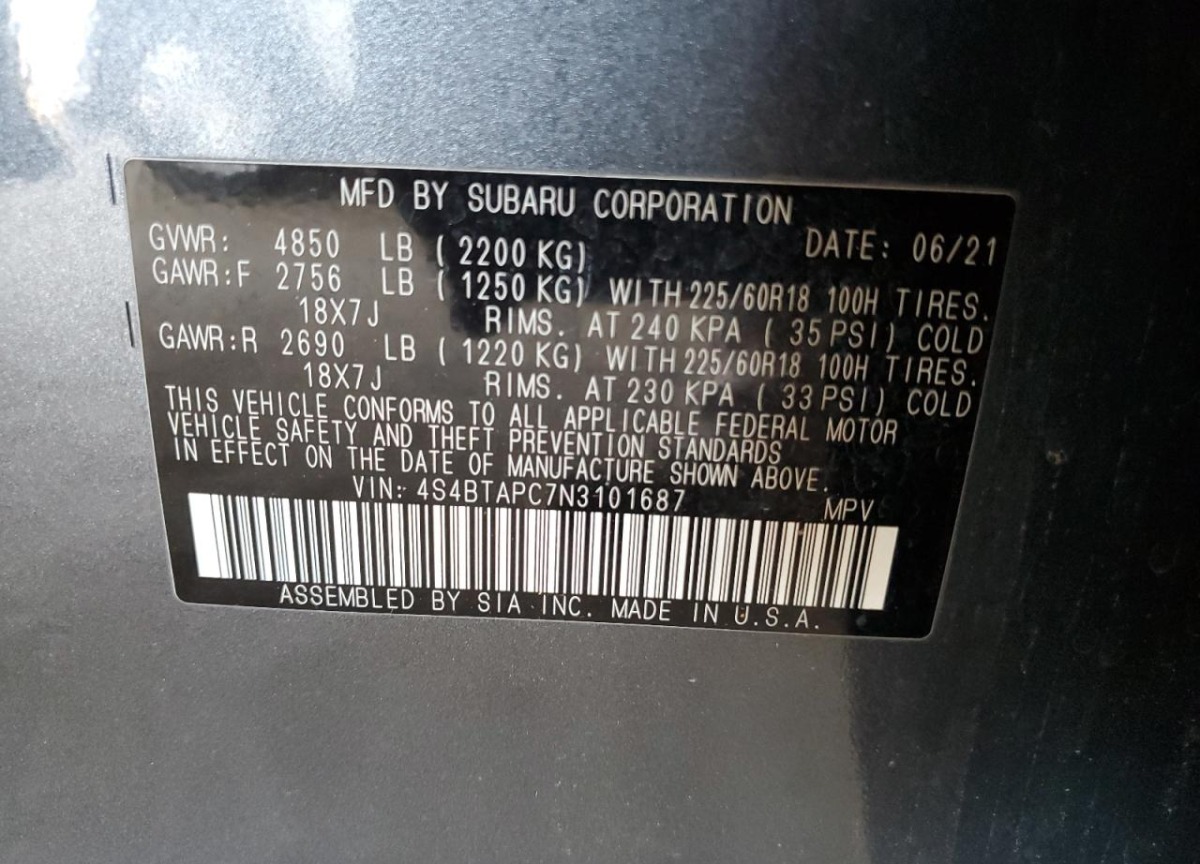 MFD BY SUBARU CORPORATION
DATE: 06/21
GVWR: 4850 LB ( 2200 KG)
GAWR:F 2756 LB ( 1250 KG) WITH 225/60R18 100H TIRES.
18X7J RIMS. AT 240 KPA ( 35 PSI) COLD
GAWR:R 2690 LB ( 1220 KG) WITH 225/60R18 100H TIRES.
18X7J RIMS. AT 230 KPA ( 33 PSI) COLD
THIS VEHICLE CONFORMS TO ALL APPLICABLE FEDERAL MOTOR
VEHICLE SAFETY AND THEFT PREVENTION STANDARDS
IN EFFECT ON THE DATE OF MANUFACTURE SHOWN ABOVE.
VIN: 4S4BTAPC7N3101687 MPV
ASSEMBLED BY SIA INC. MADE IN U.S.A.